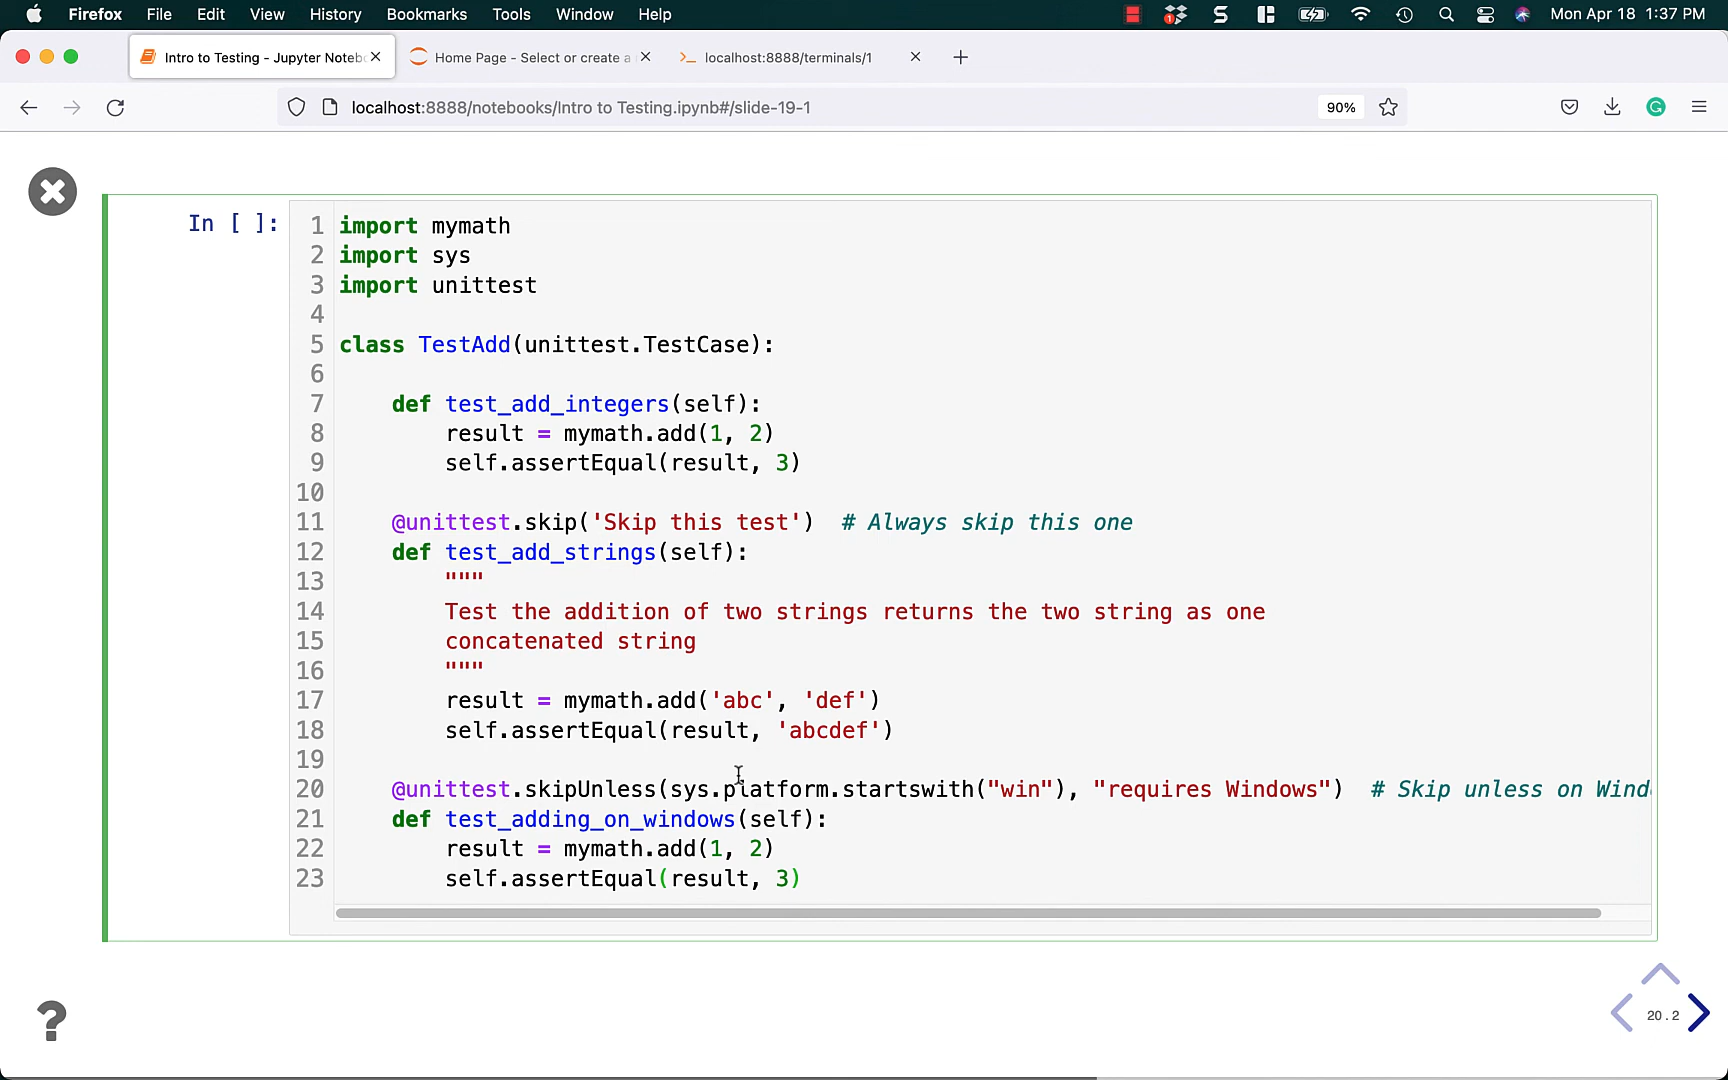 Firefox File Edit View History Bookmarks Tools Window Help Mon Apr 18 1:37 PM
Intro to Testing - Jupyter Noteb Home Page - Select or create a localhost:8888/terminals/1
localhost:8888/notebooks/Intro to Testing.ipynb#/slide-19-1 90%
In [ ]:
1 import mymath
2 import sys
3 import unittest
4
5 class TestAdd(unittest.TestCase):
6
7 def test_add_integers(self):
8 result = mymath.add(1, 2)
9 self.assertEqual(result, 3)
10
11 @unittest.skip('Skip this test') # Always skip this one
12 def test_add_strings(self):
13 """
14 Test the addition of two strings returns the two string as one
15 concatenated string
16 """
17 result = mymath.add('abc', 'def')
18 self.assertEqual(result, 'abcdef')
19
20 @unittest.skipUnless(sys.platform.startswith("win"), "requires Windows") # Skip unless on Wind
21 def test_adding_on_windows(self):
22 result = mymath.add(1, 2)
23 self.assertEqual(result, 3)
20.2